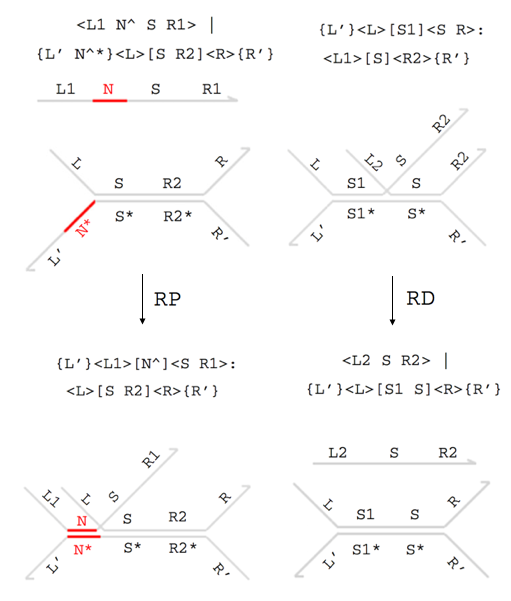 <L1 N^ S R1> |
{L' N^*}<L>[S R2]<R>{R'}
L1 N S R1
L S R2 R
N* S* R2* R'
L'
RP
{L'}<L1>[N^]<S R1>:
<L>[S R2]<R>{R'}
L1 L S R1
N S R2 R
N* S* R2*
L' R'
{L'}<L>[S1]<S R>:
<L1>[S]<R2>{R'}
L L2 S R2
S1 S R2
S1* S*
L' R'
RD
<L2 S R2> |
{L'}<L>[S1 S]<R>{R'}
L2 S R2
L S1 S R
S1* S*
L' R'